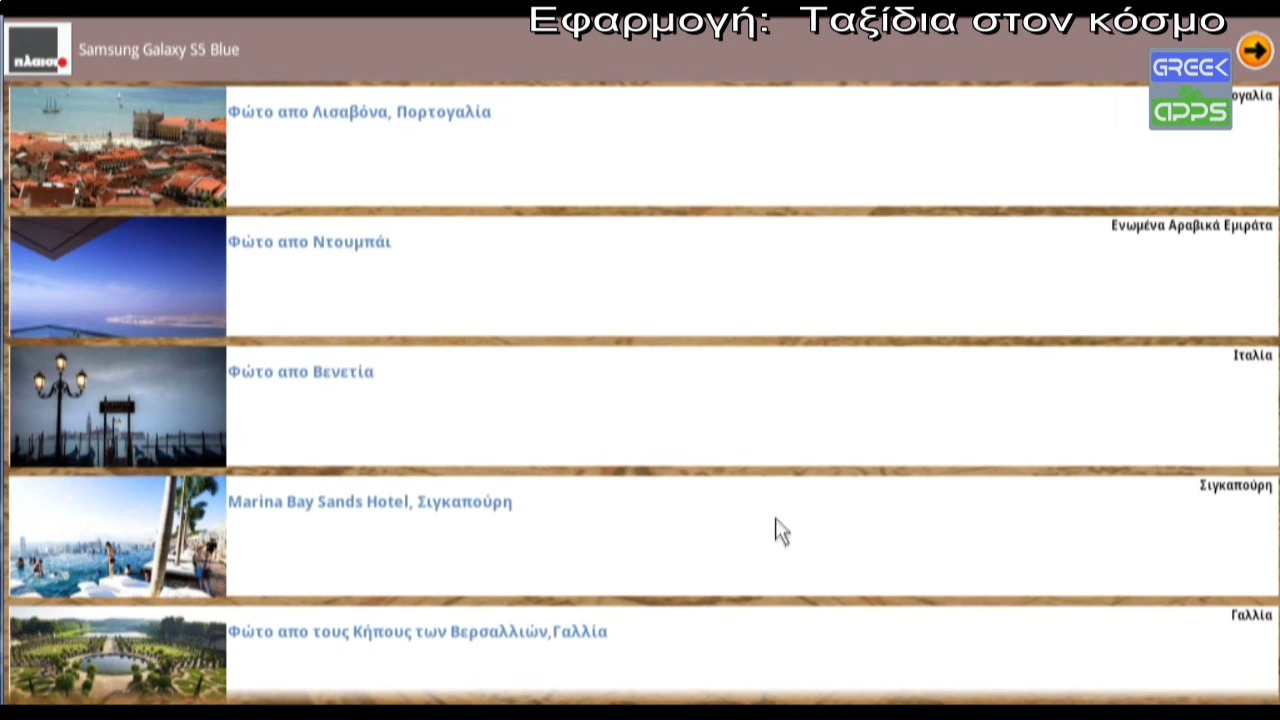 Εφαρμογή: Ταξίδια στον κόσμο
πλαισιο
Samsung Galaxy S5 Blue
GREEK
apps
Φώτο απο Λισαβόνα, Πορτογαλία
Φώτο απο Ντουμπάι
Ενωμένα Αραβικά Εμιράτα
Φώτο απο Βενετία
Ιταλία
Marina Bay Sands Hotel, Σιγκαπούρη
Σιγκαπούρη
Φώτο απο τους Κήπους των Βερσαλλιών,Γαλλία
Γαλλία